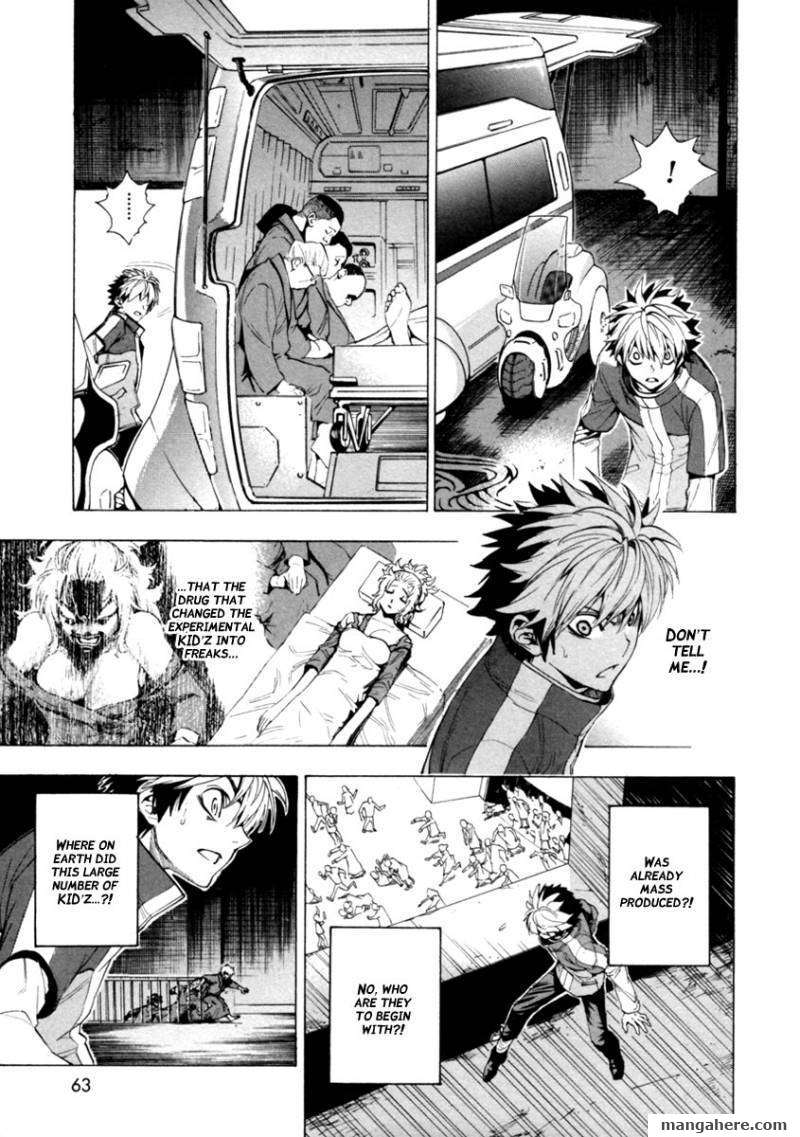 !
......
DON'T
TELL
ME...!
...THAT THE
DRUG THAT
CHANGED THE
EXPERIMENTAL
KID'Z INTO
FREAKS...
WAS
ALREADY
MASS
PRODUCED?!
NO, WHO
ARE THEY
TO BEGIN
WITH?!
WHERE ON
EARTH DID
THIS LARGE
NUMBER OF
KID'Z...?!
63
mangahere.com